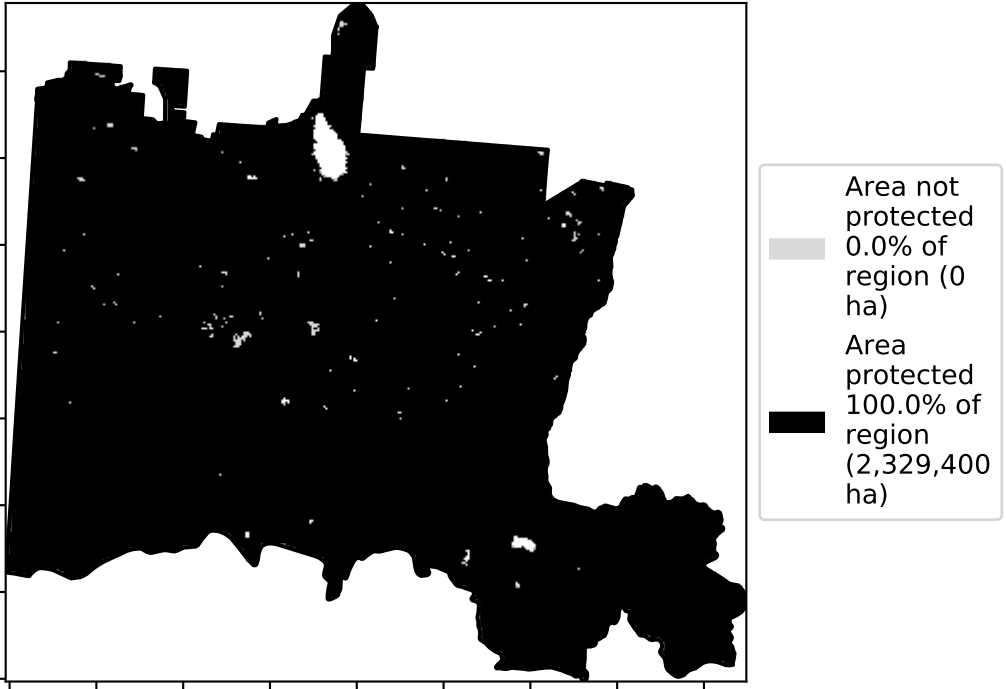 Area not
protected
0.0% of
region (0
ha)
Area
protected
100.0% of
region
(2,329,400
ha)